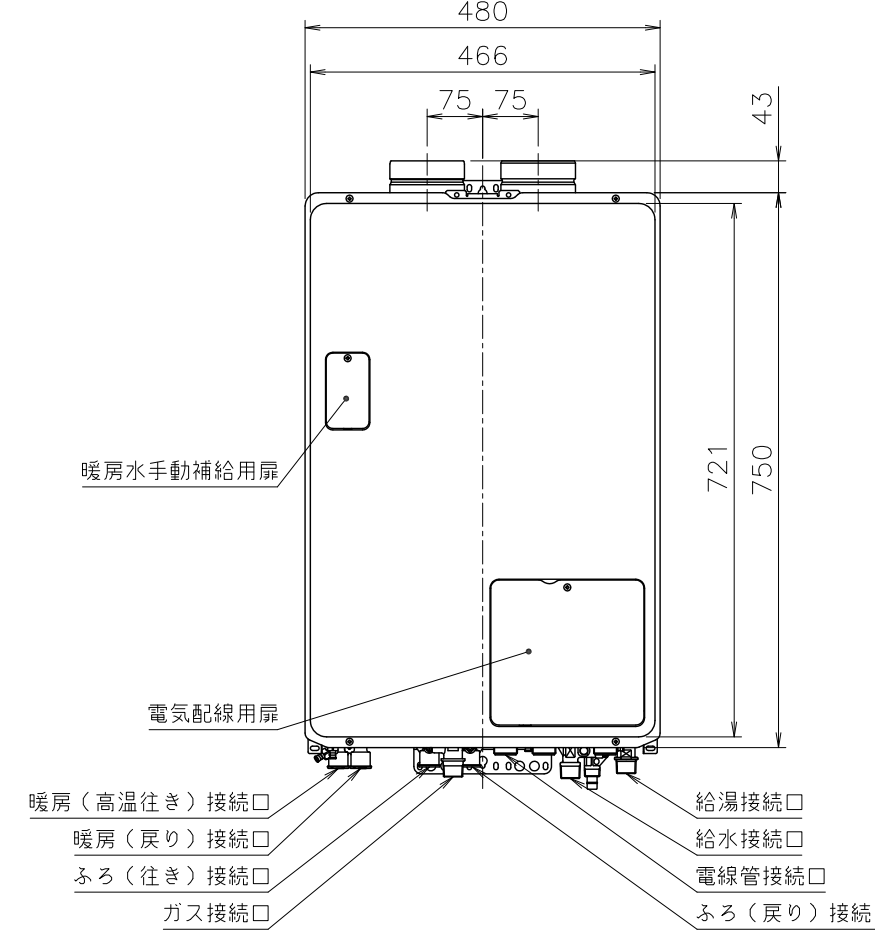 480
466
75 75
43
721
750
暖房水手動補給用扉
電気配線用扉
暖房（高温往き）接続口
暖房（戻り）接続口
ふろ（往き）接続口
ガス接続口
給湯接続口
給水接続口
電線管接続口
ふろ（戻り）接続